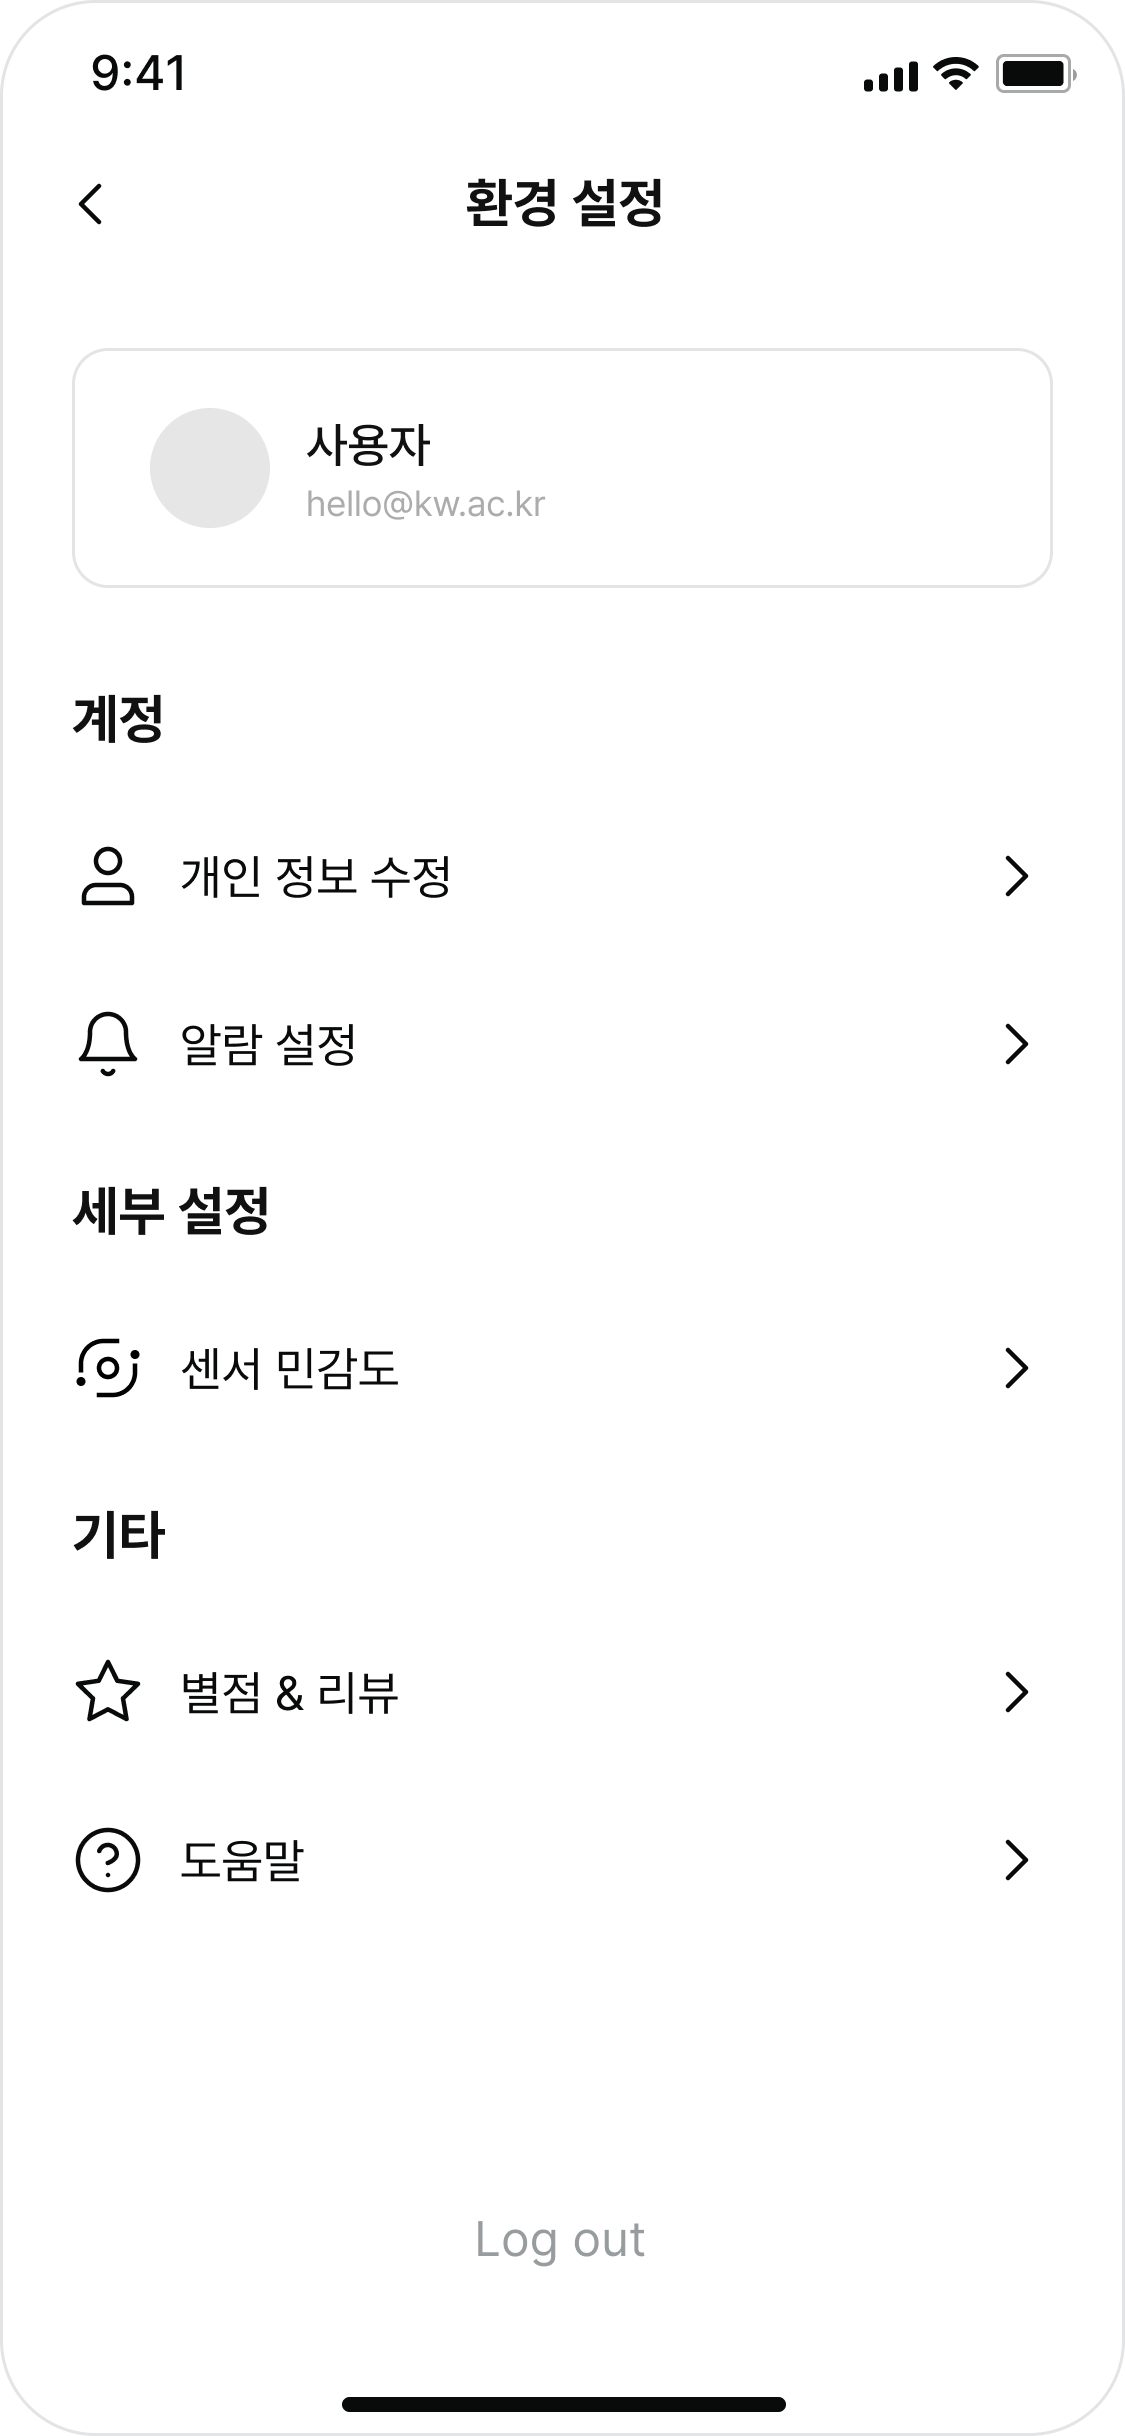 9:41
환경 설정
사용자
hello@kw.ac.kr
계정
개인 정보 수정
알람 설정
세부 설정
센서 민감도
기타
별점 & 리뷰
도움말
Log out